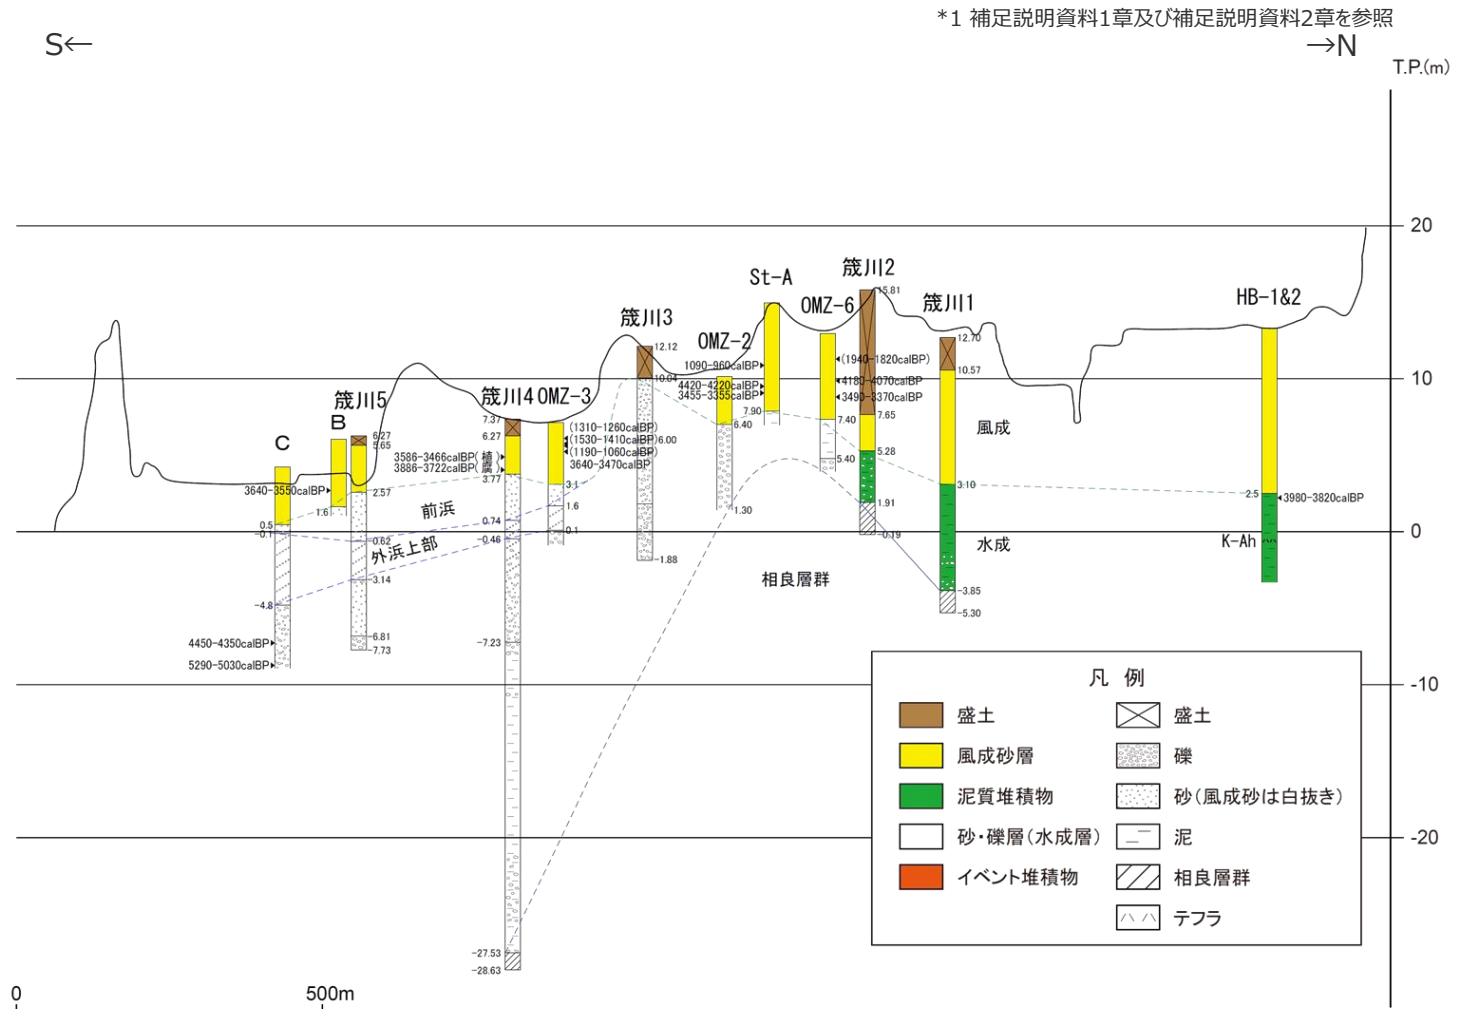 *1 補足説明資料1章及び補足説明資料2章を参照
S←
→N
T.P.(m)
20
10
0
-10
-20
C
0.5
-0.1
-4.8
4450-4350calBP
5290-5030calBP
B
3640-3550calBP
1.6
筬川5
6.27
5.65
2.57
-0.62
-3.14
-6.81
-7.73
筬川4
7.37
6.27
3586-3466calBP(植)
3886-3722calBP(腐)
3.77
0.74
-0.46
-7.23
-27.53
-28.63
OMZ-3
(1310-1260calBP)
(1530-1410calBP)6.00
(1190-1060calBP)
3640-3470calBP
3.1
1.6
0.1
筬川3
12.12
10.04
-1.88
OMZ-2
6.40
1.30
St-A
1090-960calBP
4420-4220calBP
3455-3355calBP
7.90
OMZ-6
(1940-1820calBP)
4180-4070calBP
3490-3370calBP
7.40
5.40
筬川2
15.81
7.65
5.28
1.91
-0.19
筬川1
12.70
10.57
3.10
-3.85
-5.30
HB-1&2
2.5
3980-3820calBP
K-Ah
前浜
外浜上部
風成
水成
相良層群
凡 例
盛土
盛土
風成砂層
礫
泥質堆積物
砂(風成砂は白抜き)
砂・礫層(水成層)
泥
イベント堆積物
相良層群
テフラ
0
500m